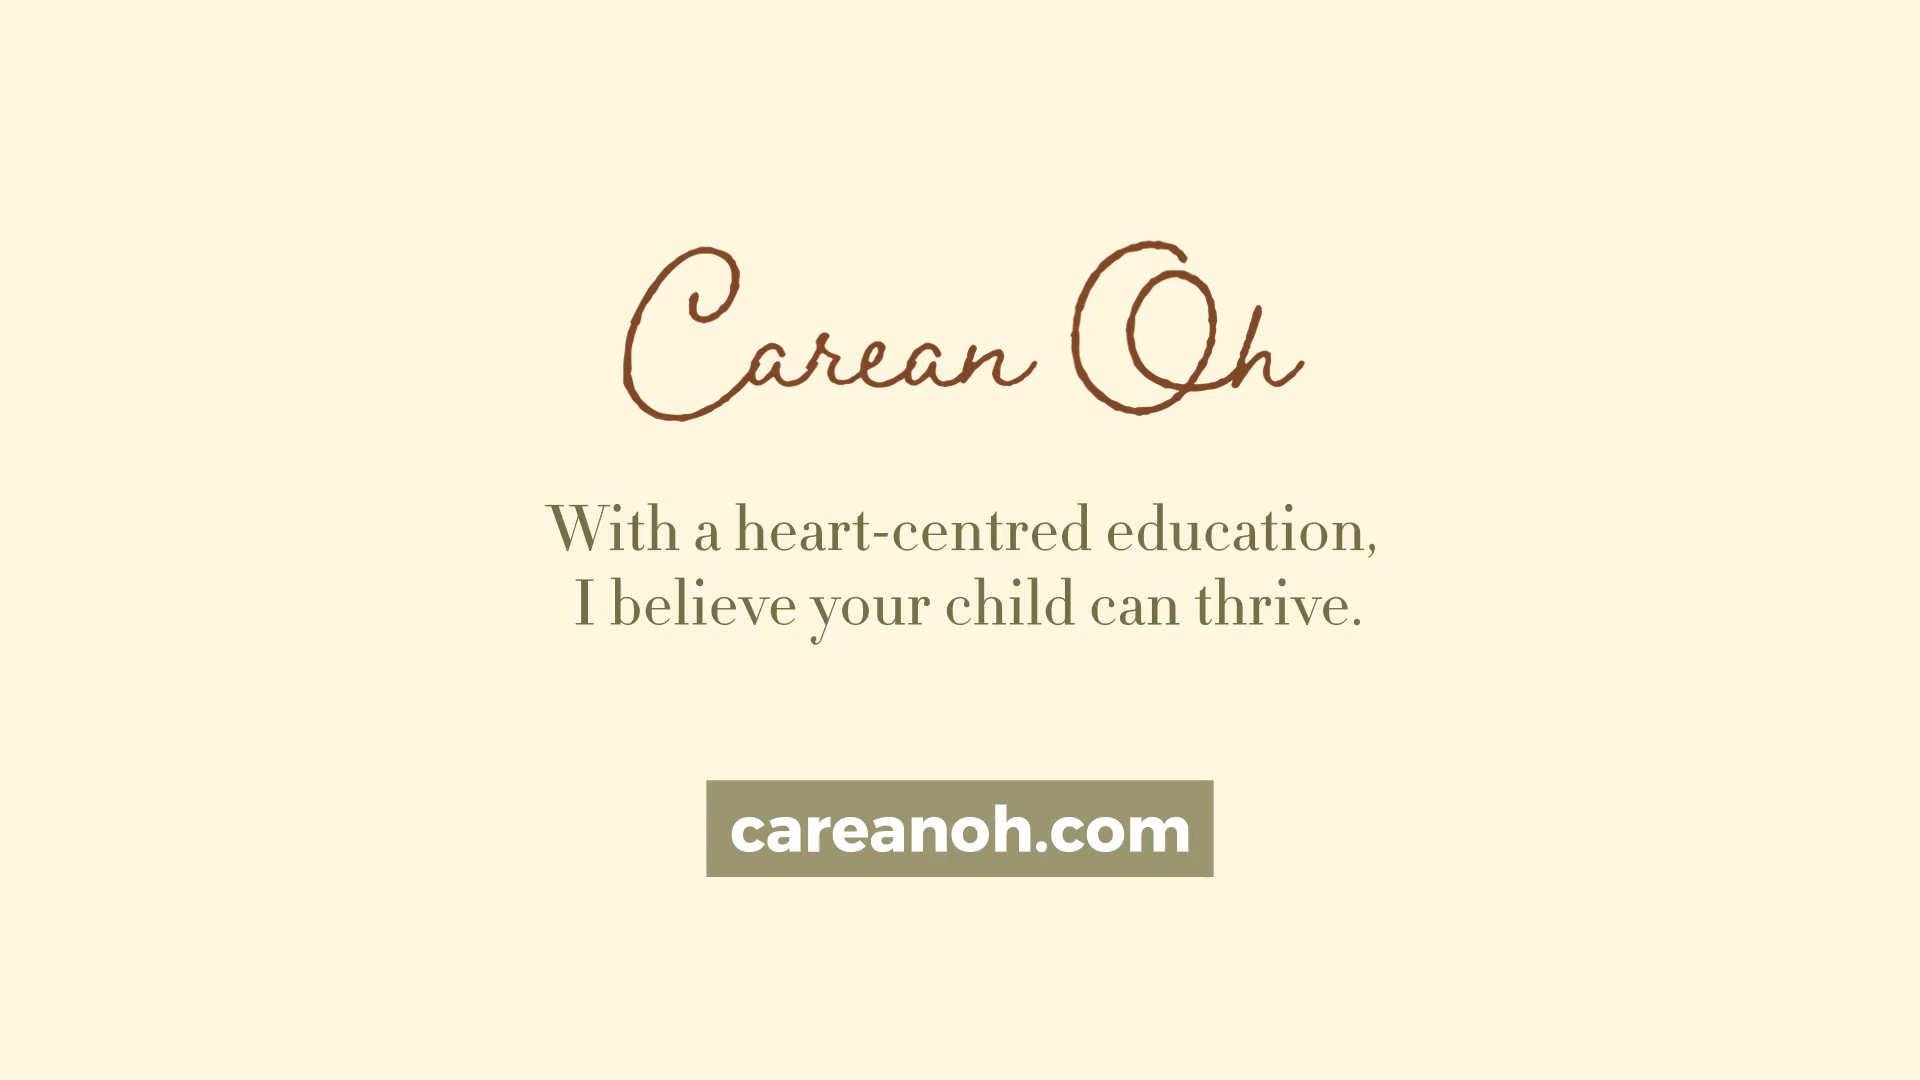 Carean Oh
With a heart-centred education,
I believe your child can thrive.
careanoh.com